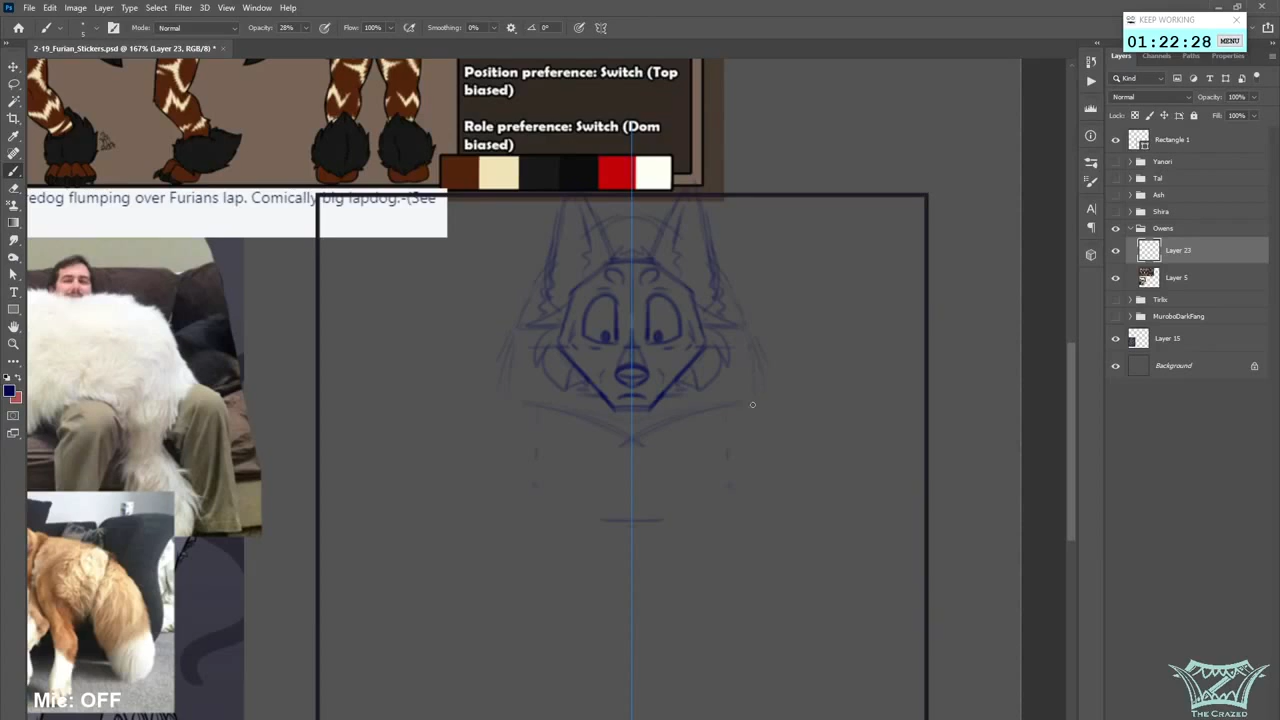 Ps File Edit Image Layer Type Select Filter 3D View Window Help
KEEP WORKING
01:22:28 MENU
Mode: Normal Opacity: 28% Flow: 100% Smoothing: 0% 0°
2-19_Furian_Stickers.psd @ 167% (Layer 23, RGB/8) *
Layers Channels Paths Properties
Kind
Normal Opacity: 100%
Lock: Fill: 100%
Rectangle 1
Yanori
Tal
Ash
Shira
Owens
Layer 23
Layer 5
Tirlix
MuroboDarkFang
Layer 15
Background
Position preference: Switch (Top
biased)
Role preference: Switch (Dom
biased)
edog flumping over Furians lap. Comically big lapdog.-(See
Mic: OFF
The Crazed